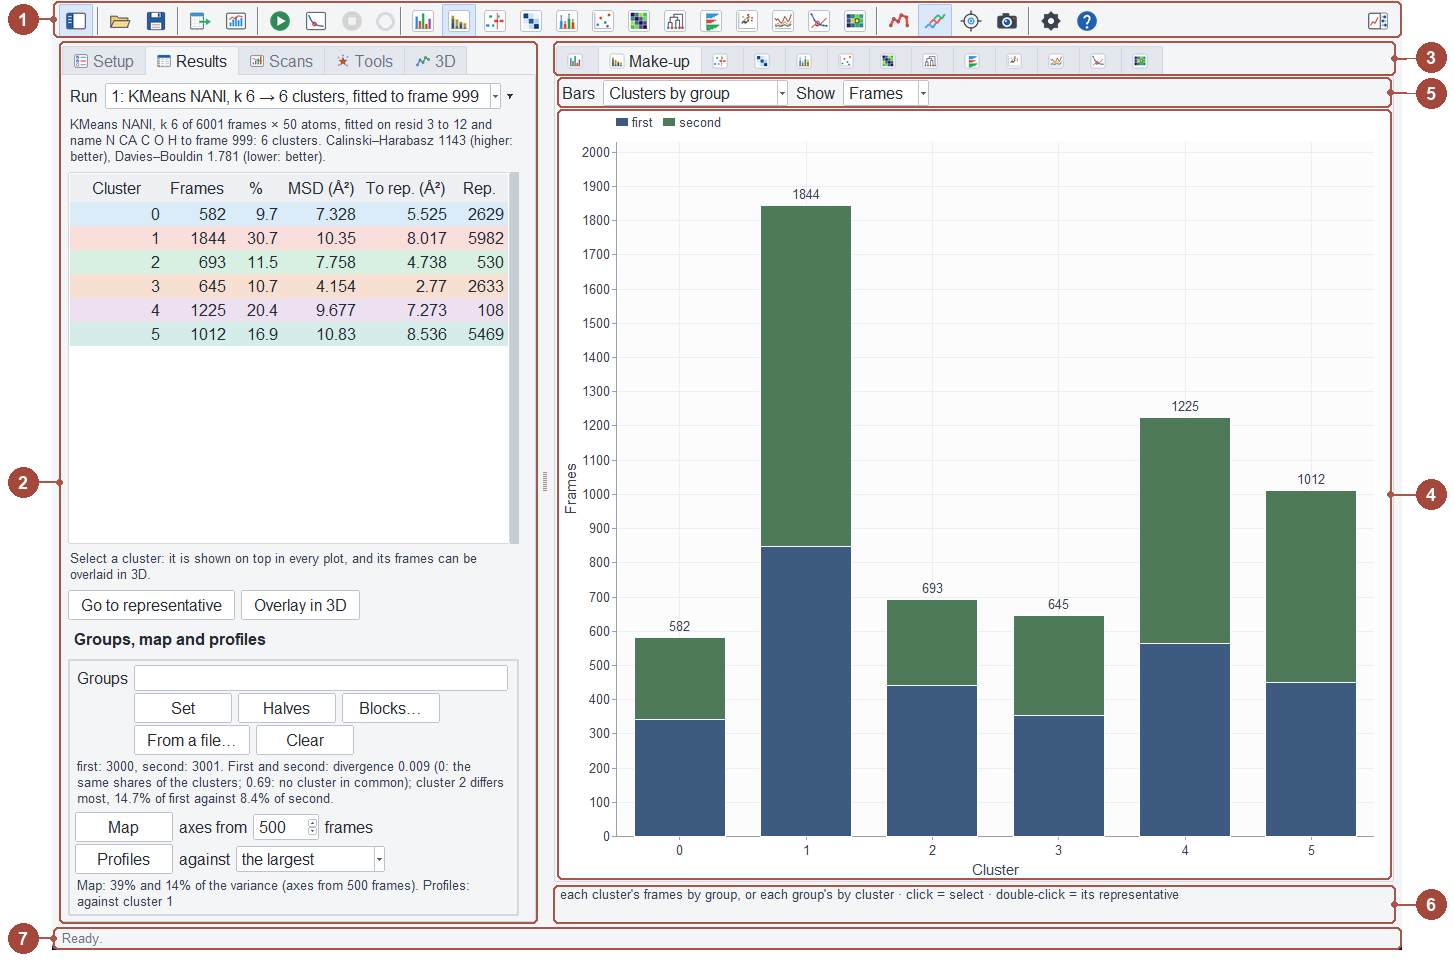 1
Setup Results Scans Tools 3D
Make-up
3
Run 1: KMeans NANI, k 6 → 6 clusters, fitted to frame 999
Bars Clusters by group Show Frames
5
KMeans NANI, k 6 of 6001 frames × 50 atoms, fitted on resid 3 to 12 and
name N CA C O H to frame 999: 6 clusters. Calinski–Harabasz 1143 (higher:
better), Davies–Bouldin 1.781 (lower: better).
Cluster Frames % MSD (Å²) To rep. (Å²) Rep.
0 582 9.7 7.328 5.525 2629
1 1844 30.7 10.35 8.017 5982
2 693 11.5 7.758 4.738 530
3 645 10.7 4.154 2.77 2633
4 1225 20.4 9.677 7.273 108
5 1012 16.9 10.83 8.536 5469
2
Select a cluster: it is shown on top in every plot, and its frames can be
overlaid in 3D.
Go to representative Overlay in 3D
Groups, map and profiles
Groups
Set Halves Blocks...
From a file... Clear
first: 3000, second: 3001. First and second: divergence 0.009 (0: the
same shares of the clusters; 0.69: no cluster in common); cluster 2 differs
most, 14.7% of first against 8.4% of second.
Map axes from 500 frames
Profiles against the largest
Map: 39% and 14% of the variance (axes from 500 frames). Profiles:
against cluster 1
first second
2000
1900
1800
1700
1600
1500
1400
1300
1200
1100
1000
900
800
700
600
500
400
300
200
100
0
Frames
582
1844
693
645
1225
1012
0 1 2 3 4 5
Cluster
4
each cluster's frames by group, or each group's by cluster · click = select · double-click = its representative
6
7
Ready.